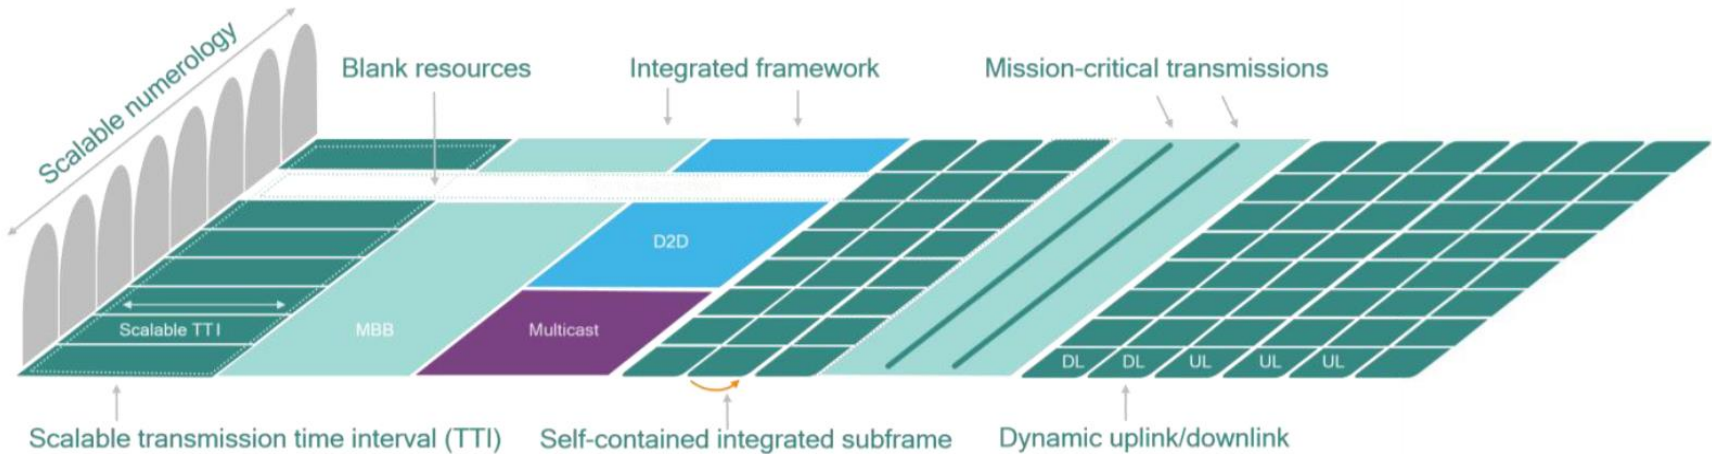 Scalable numerology
Blank resources
Integrated framework
Mission-critical transmissions
D2D
Scalable TTI
MBB
Multicast
DL
DL
UL
UL
UL
Scalable transmission time interval (TTI)
Self-contained integrated subframe
Dynamic uplink/downlink